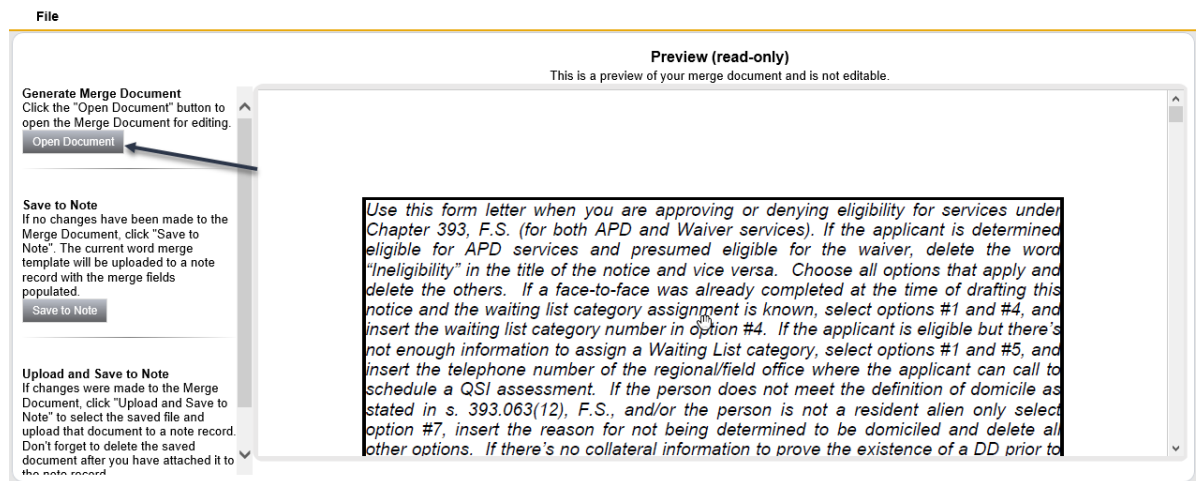 File
Preview (read-only)
This is a preview of your merge document and is not editable.
Generate Merge Document
Click the "Open Document" button to
open the Merge Document for editing.
Open Document
Save to Note
If no changes have been made to the
Merge Document, click "Save to
Note". The current word merge
template will be uploaded to a note
record with the merge fields
populated.
Save to Note
Upload and Save to Note
If changes were made to the Merge
Document, click "Upload and Save to
Note" to select the saved file and
upload that document to a note record.
Don't forget to delete the saved
document after you have attached it to
the note record
Use this form letter when you are approving or denying eligibility for services under
Chapter 393, F.S. (for both APD and Waiver services). If the applicant is determined
eligible for APD services and presumed eligible for the waiver, delete the word
“Ineligibility” in the title of the notice and vice versa. Choose all options that apply and
delete the others. If a face-to-face was already completed at the time of drafting this
notice and the waiting list category assignment is known, select options #1 and #4, and
insert the waiting list category number in option #4. If the applicant is eligible but there’s
not enough information to assign a Waiting List category, select options #1 and #5, and
insert the telephone number of the regional/field office where the applicant can call to
schedule a QSI assessment. If the person does not meet the definition of domicile as
stated in s. 393.063(12), F.S., and/or the person is not a resident alien only select
option #7, insert the reason for not being determined to be domiciled and delete all
other options. If there’s no collateral information to prove the existence of a DD prior to